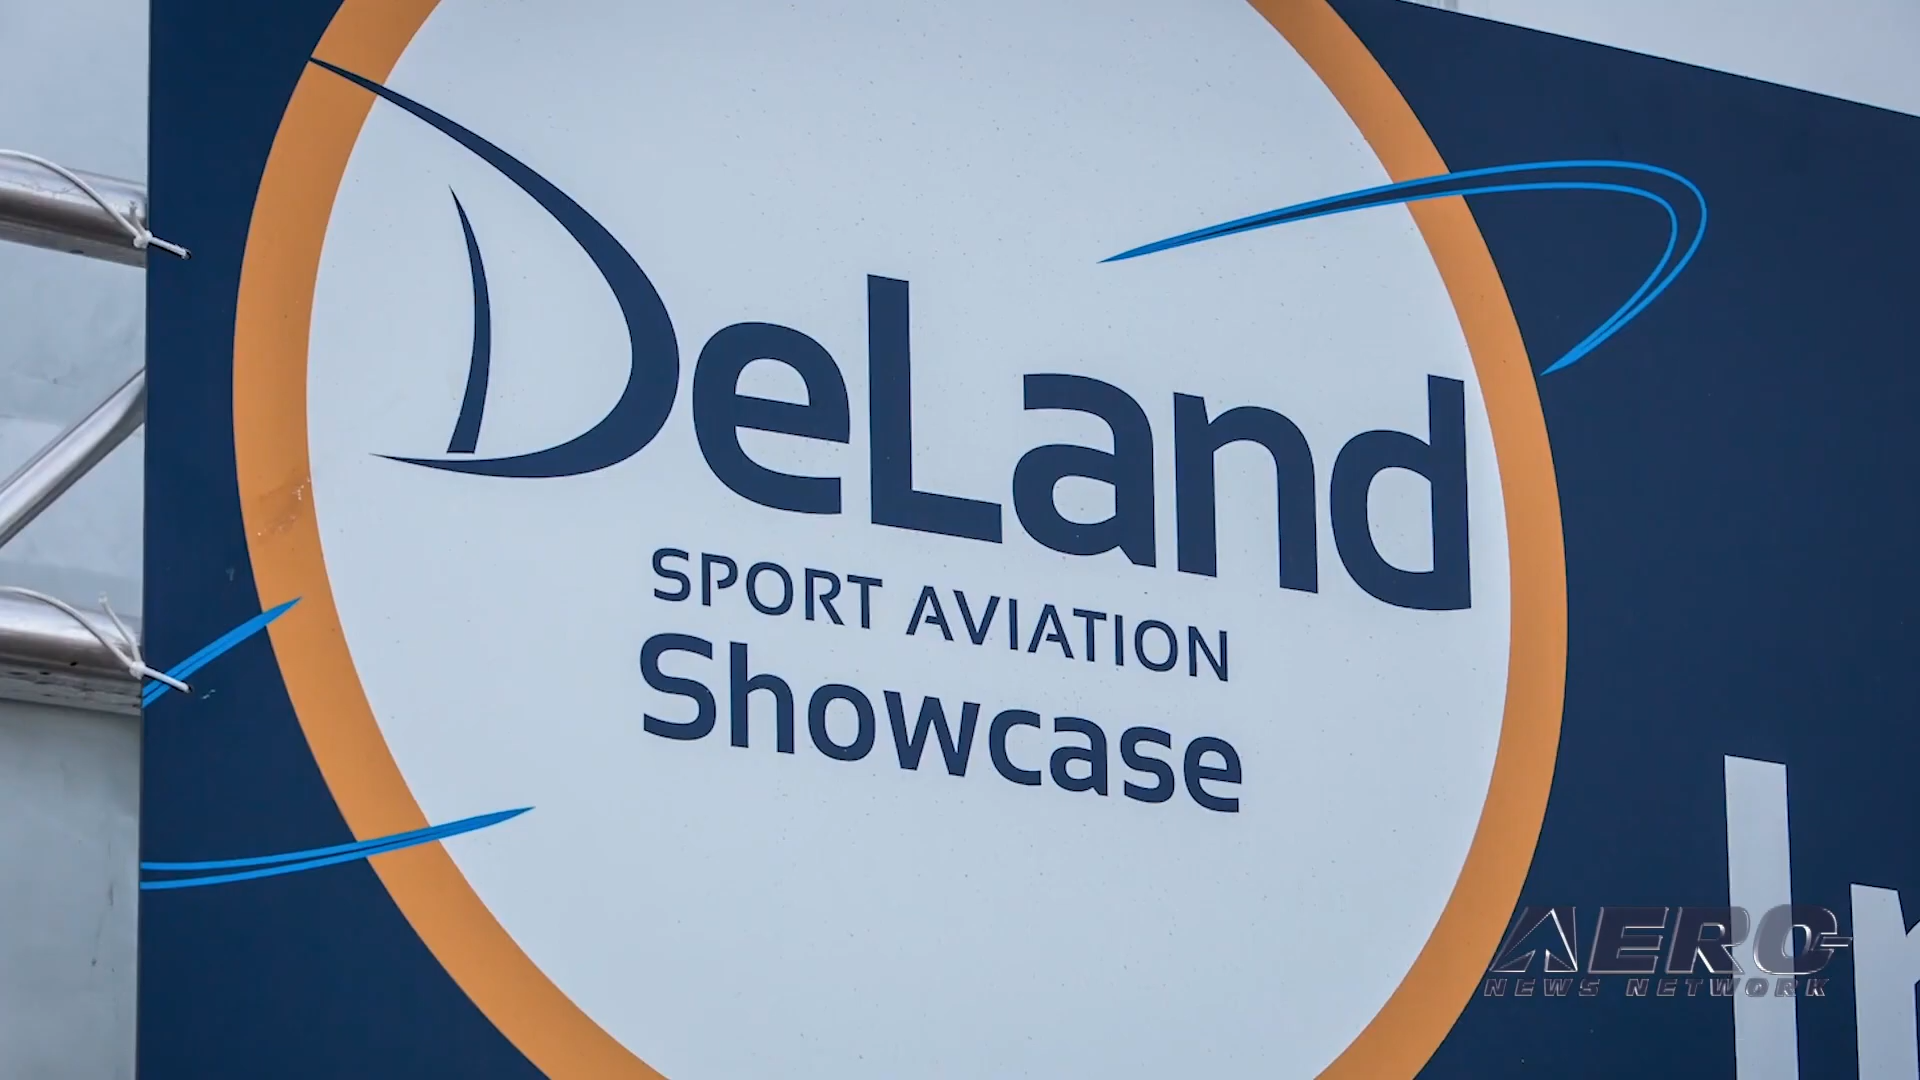 DeLand
SPORT AVIATION
Showcase
AERO
NEWS NETWORK